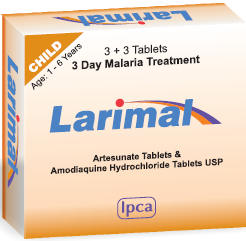 CHILD
Age: 1 - 6 Years
3 + 3 Tablets
3 Day Malaria Treatment
Larimal
Artesunate Tablets &
Amodiaquine Hydrochloride Tablets USP
Ipca
Larimal